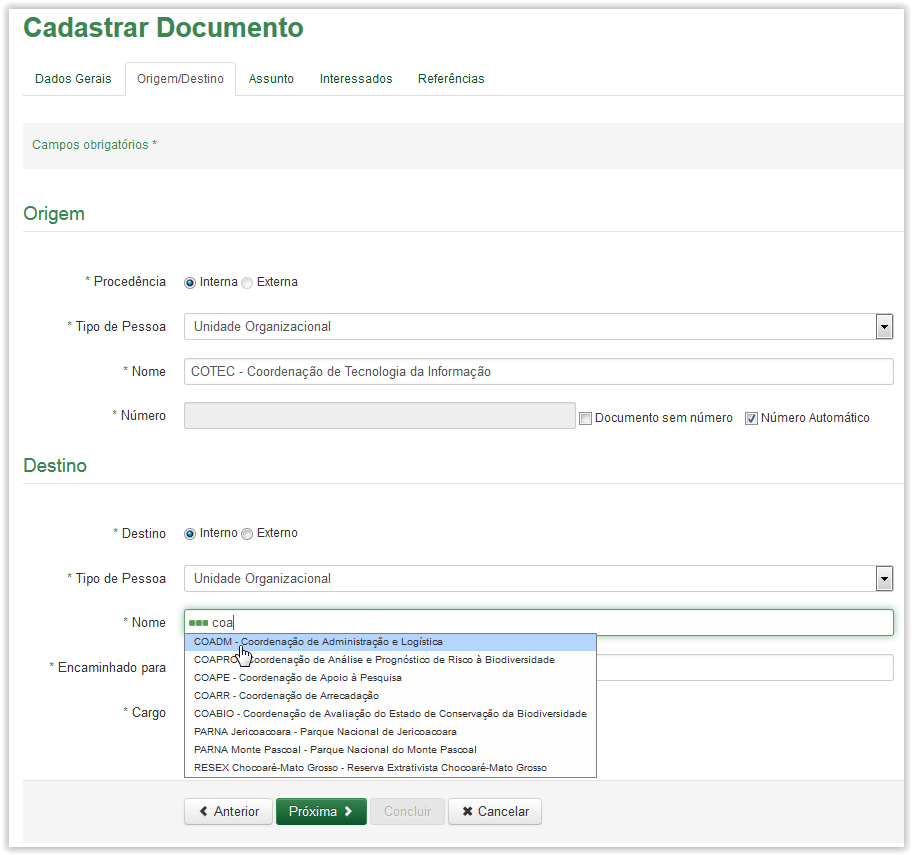 Cadastrar Documento
Dados Gerais Origem/Destino Assunto Interessados Referências
Campos obrigatórios *
Origem
* Procedência Interna Externa
* Tipo de Pessoa Unidade Organizacional
* Nome COTEC - Coordenação de Tecnologia da Informação
* Número Documento sem número Número Automático
Destino
* Destino Interno Externo
* Tipo de Pessoa Unidade Organizacional
* Nome coa
COADM - Coordenação de Administração e Logística
* Encaminhado para
COAPRO - Coordenação de Análise e Prognóstico de Risco à Biodiversidade
COAPE - Coordenação de Apoio à Pesquisa
COARR - Coordenação de Arrecadação
* Cargo
COABIO - Coordenação de Avaliação do Estado de Conservação da Biodiversidade
PARNA Jericoacoara - Parque Nacional de Jericoacoara
PARNA Monte Pascoal - Parque Nacional do Monte Pascoal
RESEX Chocoaré-Mato Grosso - Reserva Extrativista Chocoaré-Mato Grosso
Anterior Próxima Concluir Cancelar